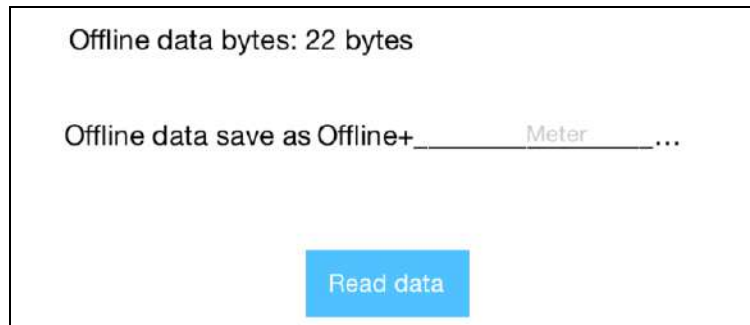 Offline data bytes: 22 bytes
Offline data save as Offline+_______Meter_______...
Read data